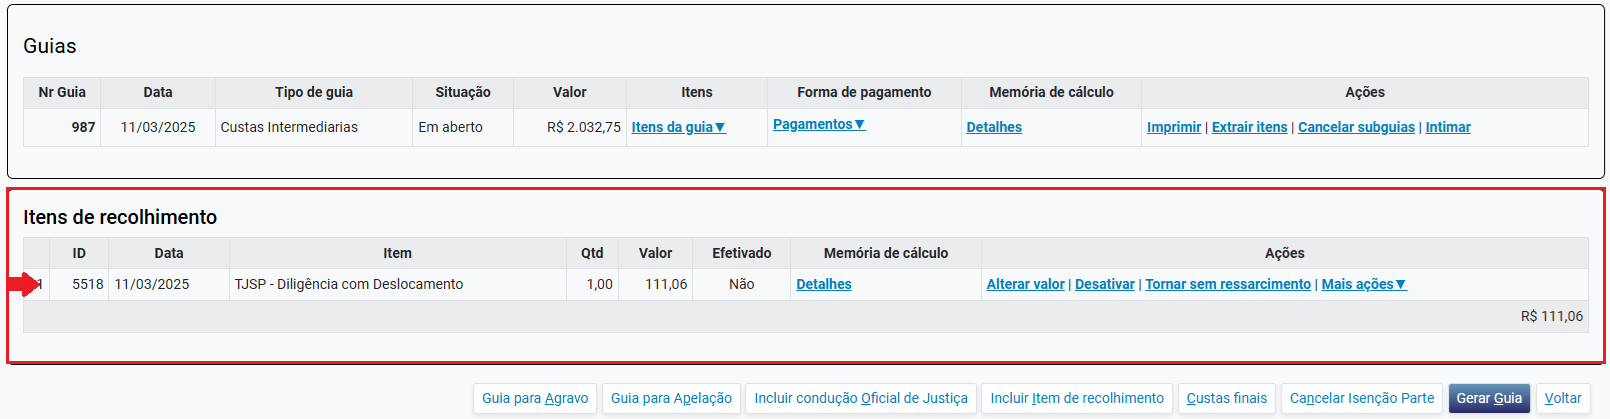 Guias
Nr Guia Data Tipo de guia Situação Valor Itens Forma de pagamento Memória de cálculo Ações
987 11/03/2025 Custas Intermediarias Em aberto R$ 2.032,75 Itens da guia▼ Pagamentos▼ Detalhes Imprimir | Extrair itens | Cancelar subguias | Intimar
Itens de recolhimento
ID Data Item Qtd Valor Efetivado Memória de cálculo Ações
5518 11/03/2025 TJSP - Diligência com Deslocamento 1,00 111,06 Não Detalhes Alterar valor | Desativar | Tornar sem ressarcimento | Mais ações▼
R$ 111,06
Guia para Agravo Guia para Apelação Incluir condução Oficial de Justiça Incluir Item de recolhimento Custas finais Cancelar Isenção Parte Gerar Guia Voltar